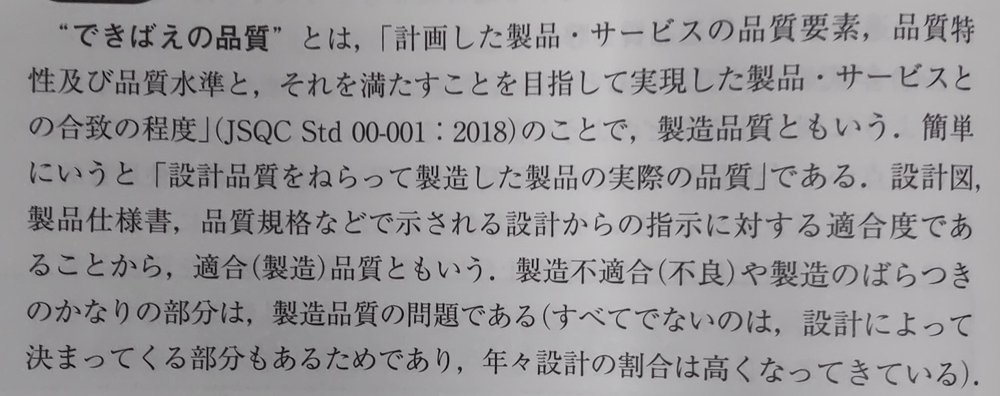 “できばえの品質” とは,「計画した製品・サービスの品質要素, 品質特
性及び品質水準と, それを満たすことを目指して実現した製品・サービスと
の合致の程度」(JSQC Std 00-001：2018)のことで, 製造品質ともいう. 簡単
にいうと「設計品質をねらって製造した製品の実際の品質」である. 設計図,
製品仕様書, 品質規格などで示される設計からの指示に対する適合度であ
ることから, 適合(製造)品質ともいう. 製造不適合(不良)や製造のばらつき
のかなりの部分は, 製造品質の問題である(すべてでないのは, 設計によって
決まってくる部分もあるためであり, 年々設計の割合は高くなってきている).